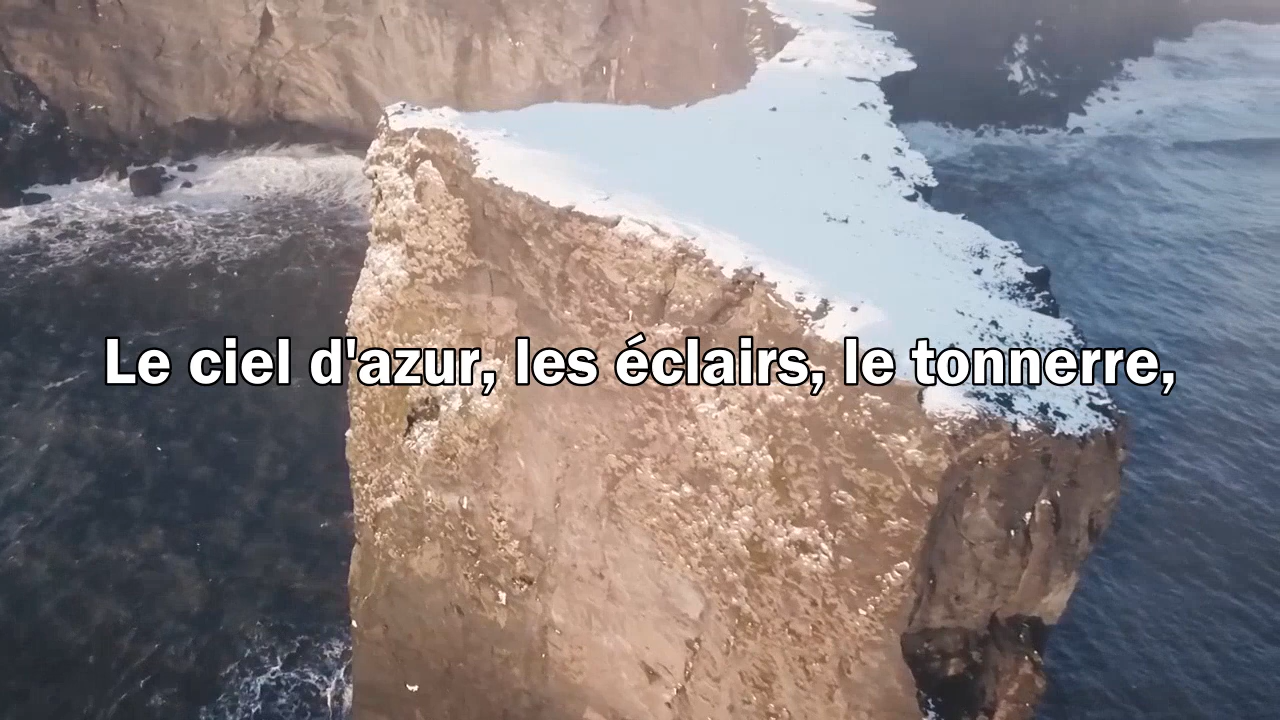 Le ciel d'azur, les éclairs, le tonnerre,